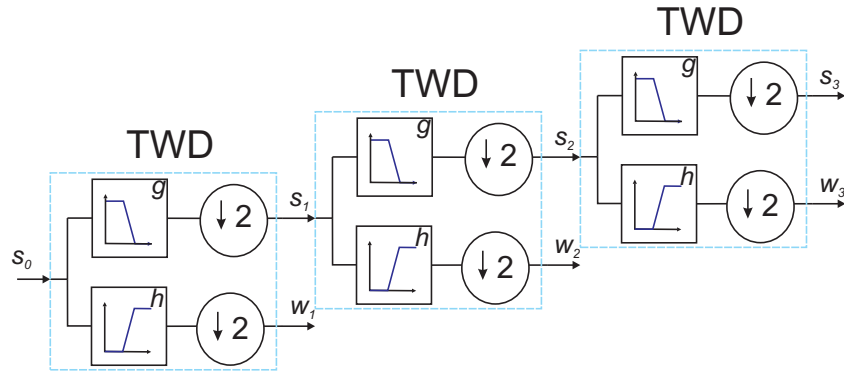 TWD
g
↓ 2
s₃
h
↓ 2
w₃
TWD
g
↓ 2
s₂
h
↓ 2
w₂
TWD
g
↓ 2
s₁
s₀
h
↓ 2
w₁